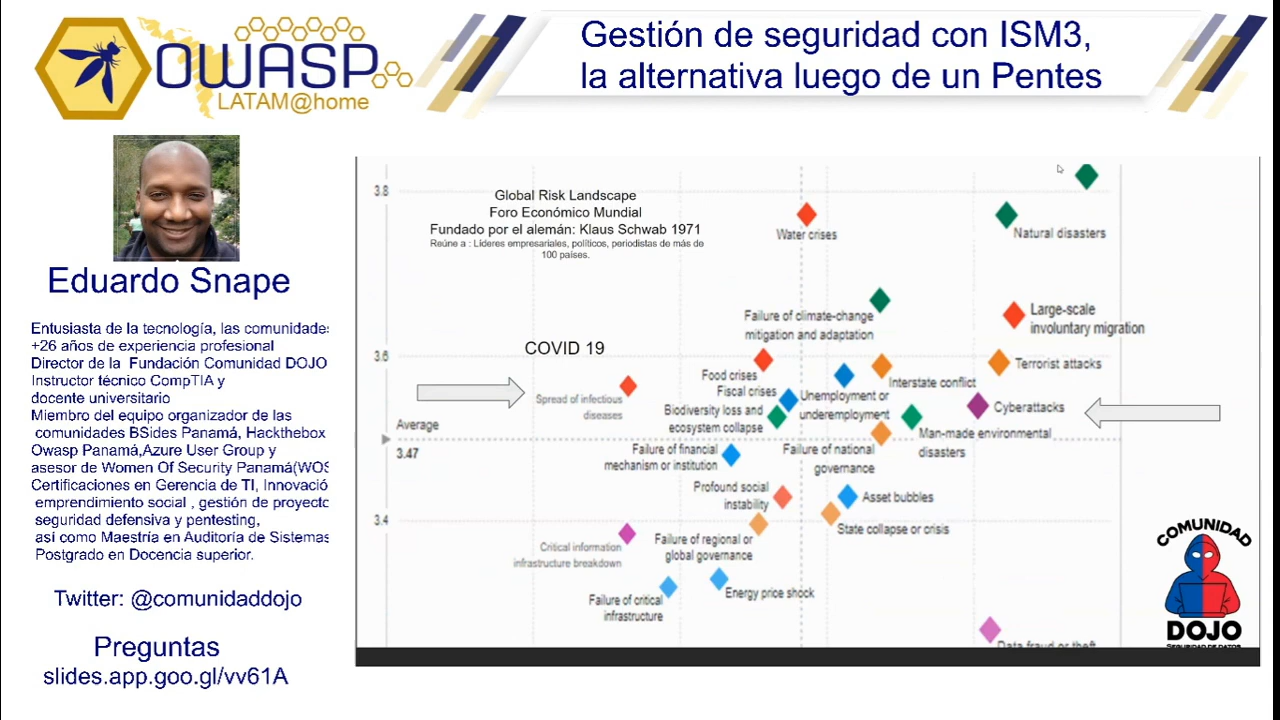 OWASP
LATAM@home
Gestión de seguridad con ISM3,
la alternativa luego de un Pentes
Eduardo Snape
Entusiasta de la tecnología, las comunidades
+26 años de experiencia profesional
Director de la Fundación Comunidad DOJO
Instructor técnico CompTIA y
docente universitario
Miembro del equipo organizador de las
comunidades BSides Panamá, Hackthebox
Owasp Panamá,Azure User Group y
asesor de Women Of Security Panamá(WOS
Certificaciones en Gerencia de TI, Innovació
emprendimiento social , gestión de proyecto
seguridad defensiva y pentesting,
así como Maestría en Auditoría de Sistemas
Postgrado en Docencia superior.
Twitter: @comunidaddojo
Preguntas
slides.app.goo.gl/vv61A
3.8
Global Risk Landscape
Foro Económico Mundial
Fundado por el alemán: Klaus Schwab 1971
Reúne a : Líderes empresariales, políticos, periodistas de más de
100 países.
Water crises
Natural disasters
Failure of climate-change
mitigation and adaptation
Large-scale
involuntary migration
COVID 19
3.6
Food crises
Terrorist attacks
Interstate conflict
Fiscal crises
Unemployment or
underemployment
Spread of infectious
diseases
Biodiversity loss and
ecosystem collapse
Cyberattacks
Average
3.47
Man-made environmental
disasters
Failure of financial
mechanism or institution
Failure of national
governance
Profound social
instability
Asset bubbles
3.4
State collapse or crisis
Critical information
infrastructure breakdown
Failure of regional or
global governance
Energy price shock
Failure of critical
infrastructure
Data fraud or theft
COMUNIDAD
DOJO
SEGURIDAD DE DATOS